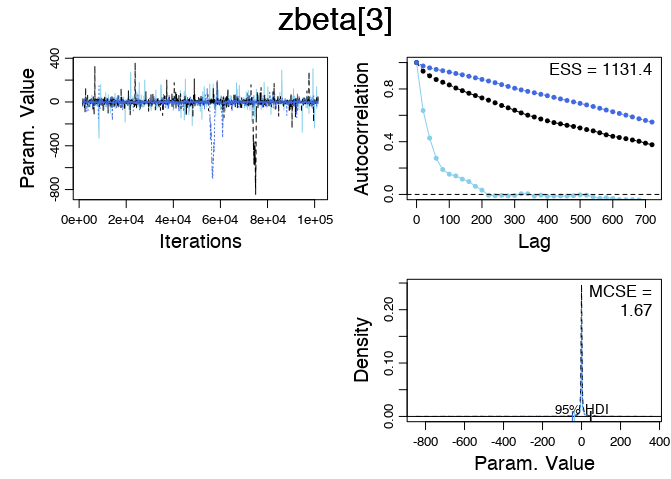 zbeta[3]
Param. Value
400
0
-400
-800
0e+00 2e+04 4e+04 6e+04 8e+04 1e+05
Iterations
Autocorrelation
0.8
0.4
0.0
ESS = 1131.4
0 100 200 300 400 500 600 700
Lag
Density
0.20
0.10
0.00
MCSE =
1.67
95% HDI
-800 -600 -400 -200 0 200 400
Param. Value